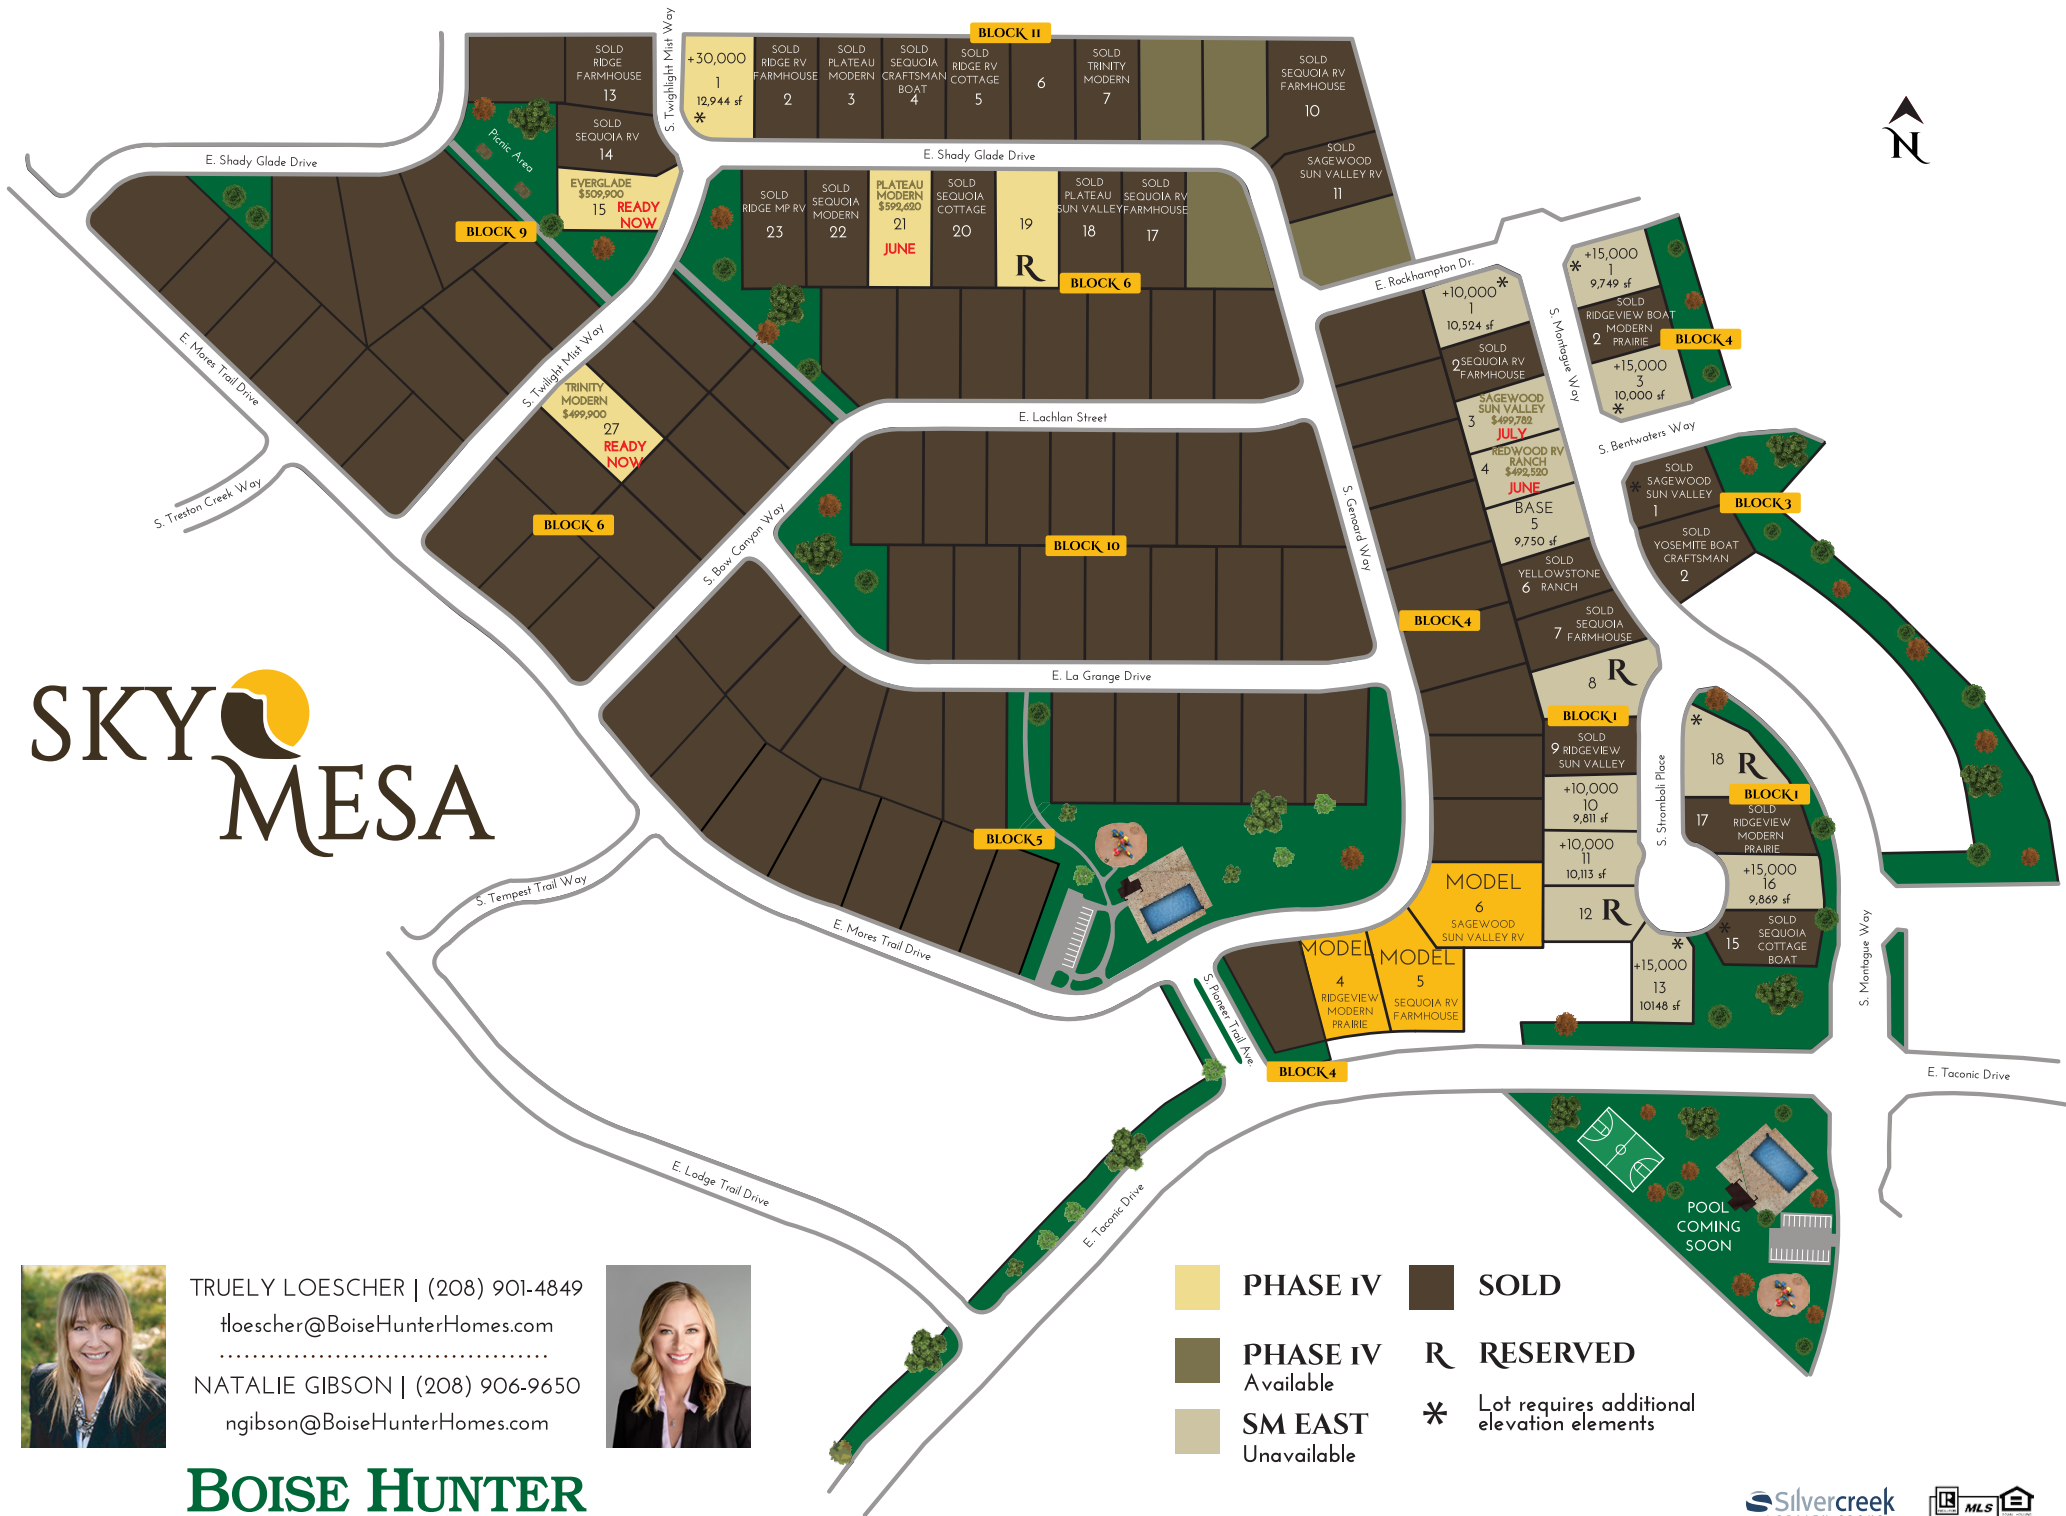 BLOCK 11
S. Twighlight Mist Way
SOLD
RIDGE
FARMHOUSE
13
+30,000
1
12,944 sf
*
SOLD
RIDGE RV
FARMHOUSE
2
SOLD
PLATEAU
MODERN
3
SOLD
SEQUOIA
CRAFTSMAN
BOAT
4
SOLD
RIDGE RV
COTTAGE
5
6
SOLD
TRINITY
MODERN
7
SOLD
SEQUOIA RV
FARMHOUSE
10
N
Picnic Area
SOLD
SEQUOIA RV
14
E. Shady Glade Drive
E. Shady Glade Drive
SOLD
SAGEWOOD
SUN VALLEY RV
11
EVERGLADE
$509,900
15 READY
NOW
BLOCK 9
SOLD
RIDGE MP RV
23
SOLD
SEQUOIA
MODERN
22
PLATEAU
MODERN
$592,620
21
JUNE
SOLD
SEQUOIA
COTTAGE
20
19
R
SOLD
PLATEAU
SUN VALLEY
18
SOLD
SEQUOIA RV
FARMHOUSE
17
BLOCK 6
E. Rockhampton Dr.
+10,000 *
1
10,524 sf
+15,000
* 1
9,749 sf
SOLD
RIDGEVIEW BOAT
MODERN
2 PRAIRIE
BLOCK 4
+15,000
3
10,000 sf
*
S. Montague Way
E. Mores Trail Drive
S. Twilight Mist Way
SOLD
2 SEQUOIA RV
FARMHOUSE
TRINITY
MODERN
$499,900
27
READY
NOW
E. Lachlan Street
SAGEWOOD
SUN VALLEY
3 $499,782
JULY
REDWOOD RV
4 RANCH
$492,520
JUNE
S. Bentwaters Way
S. Treston Creek Way
BLOCK 6
S. Bow Canyon Way
BLOCK 10
S. Genoard Way
BASE
5
9,750 sf
SOLD
SAGEWOOD
* SUN VALLEY
1
BLOCK 3
SOLD
YOSEMITE BOAT
CRAFTSMAN
2
SOLD
YELLOWSTONE
6 RANCH
BLOCK 4
SOLD
SEQUOIA
7 FARMHOUSE
E. La Grange Drive
8 R
BLOCK 1
SKY
MESA
SOLD
9 RIDGEVIEW
SUN VALLEY
S. Stromboli Place
*
18 R
BLOCK 1
+10,000
10
9,811 sf
SOLD
17 RIDGEVIEW
MODERN
PRAIRIE
BLOCK 5
+10,000
11
10,113 sf
+15,000
16
9,869 sf
MODEL
6
SAGEWOOD
SUN VALLEY RV
12 R
SOLD
* SEQUOIA
15 COTTAGE
BOAT
S. Tempest Trail Way
E. Mores Trail Drive
MODEL
4
RIDGEVIEW
MODERN
PRAIRIE
MODEL
5
SEQUOIA RV
FARMHOUSE
*
+15,000
13
10148 sf
S. Montague Way
S. Pioneer Trail Ave.
BLOCK 4
E. Taconic Drive
E. Lodge Trail Drive
E. Taconic Drive
POOL
COMING
SOON
TRUELY LOESCHER | (208) 901-4849
tloescher@BoiseHunterHomes.com
NATALIE GIBSON | (208) 906-9650
ngibson@BoiseHunterHomes.com
BOISE HUNTER
PHASE IV
SOLD
PHASE IV
Available
R RESERVED
SM EAST
Unavailable
* Lot requires additional
elevation elements
Silvercreek
R MLS